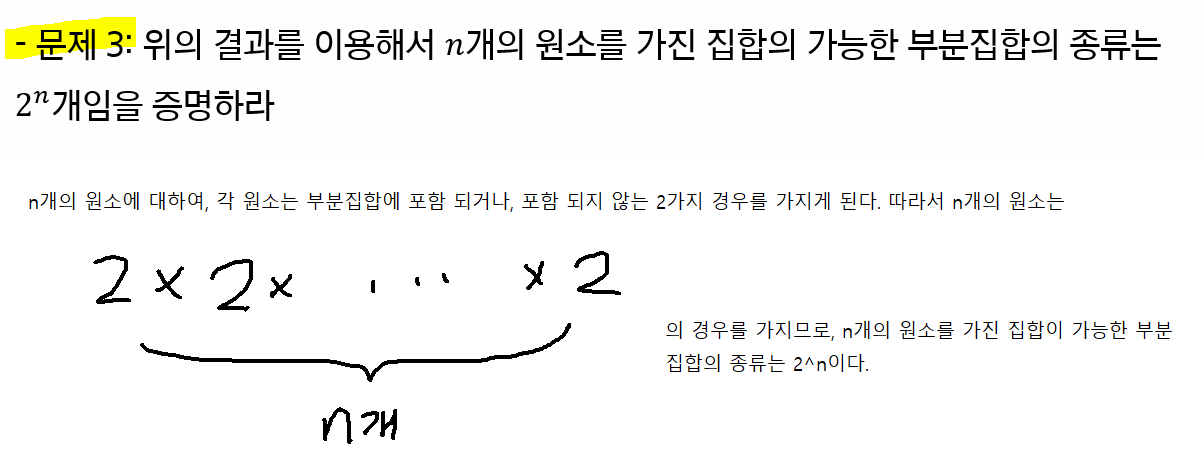 - 문제 3: 위의 결과를 이용해서 n개의 원소를 가진 집합의 가능한 부분집합의 종류는
2ⁿ개임을 증명하라
n개의 원소에 대하여, 각 원소는 부분집합에 포함 되거나, 포함 되지 않는 2가지 경우를 가지게 된다. 따라서 n개의 원소는
2 × 2 × ... × 2
n개
의 경우를 가지므로, n개의 원소를 가진 집합이 가능한 부분
집합의 종류는 2^n이다.